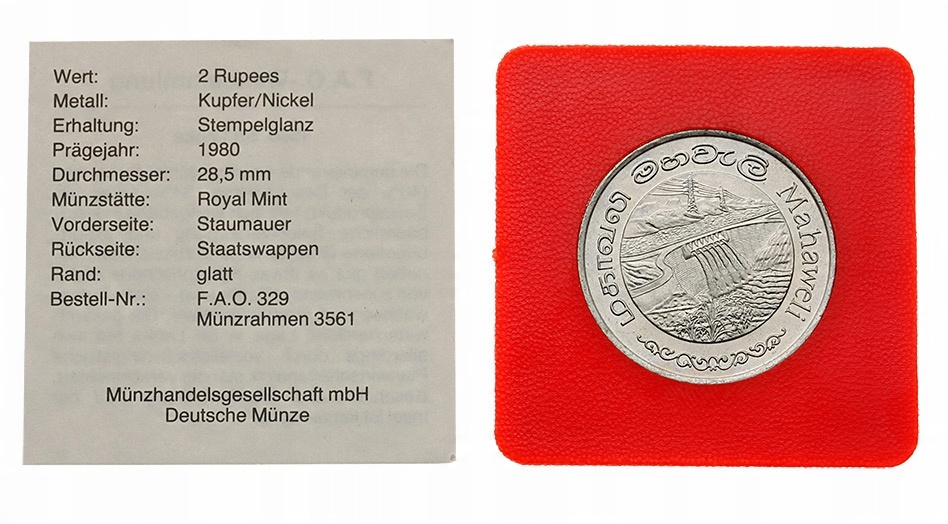 Wert: 2 Rupees
Metall: Kupfer/Nickel
Erhaltung: Stempelglanz
Prägejahr: 1980
Durchmesser: 28,5 mm
Münzstätte: Royal Mint
Vorderseite: Staumauer
Rückseite: Staatswappen
Rand: glatt
Bestell-Nr.: F.A.O. 329
Münzrahmen 3561
Münzhandelsgesellschaft mbH
Deutsche Münze
மகாவலி
මහවැලි
Mahaweli